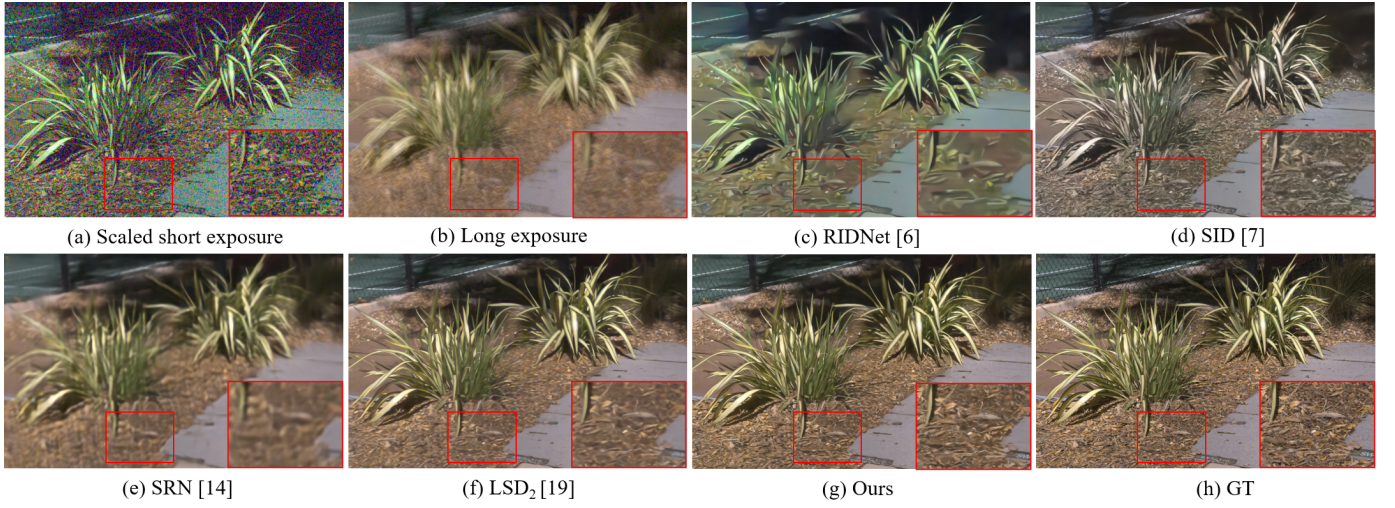 (a) Scaled short exposure
(b) Long exposure
(c) RIDNet [6]
(d) SID [7]
(e) SRN [14]
(f) LSD₂ [19]
(g) Ours
(h) GT